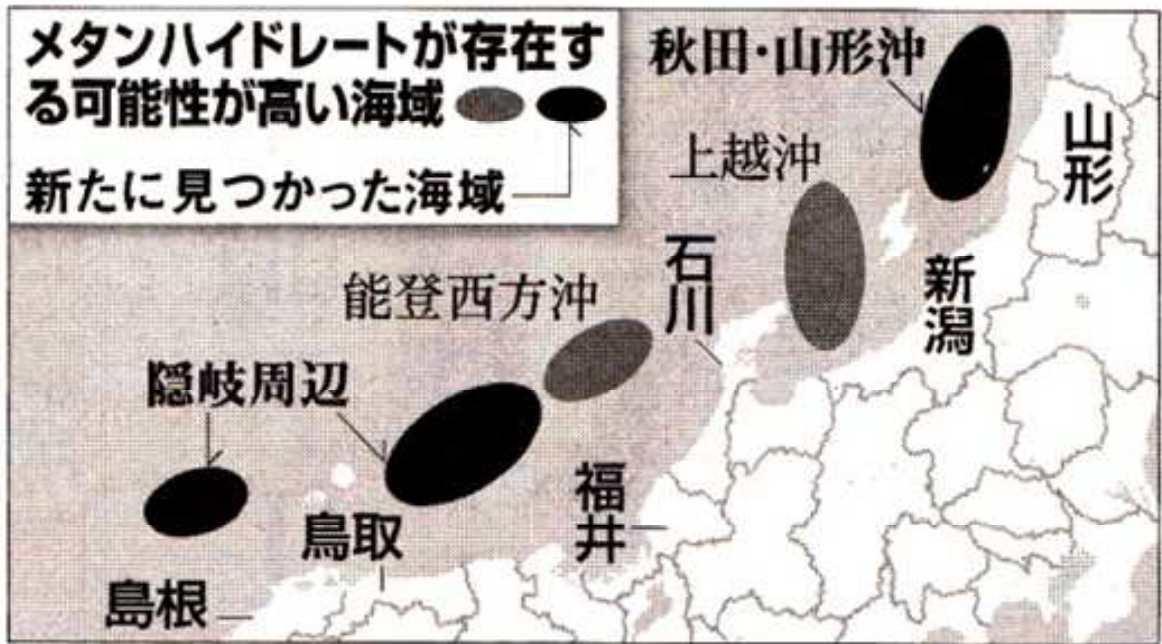 メタンハイドレートが存在す
る可能性が高い海域
新たに見つかった海域
秋田・山形沖
上越沖
山形
石川
新潟
能登西方沖
隠岐周辺
福井
鳥取
島根